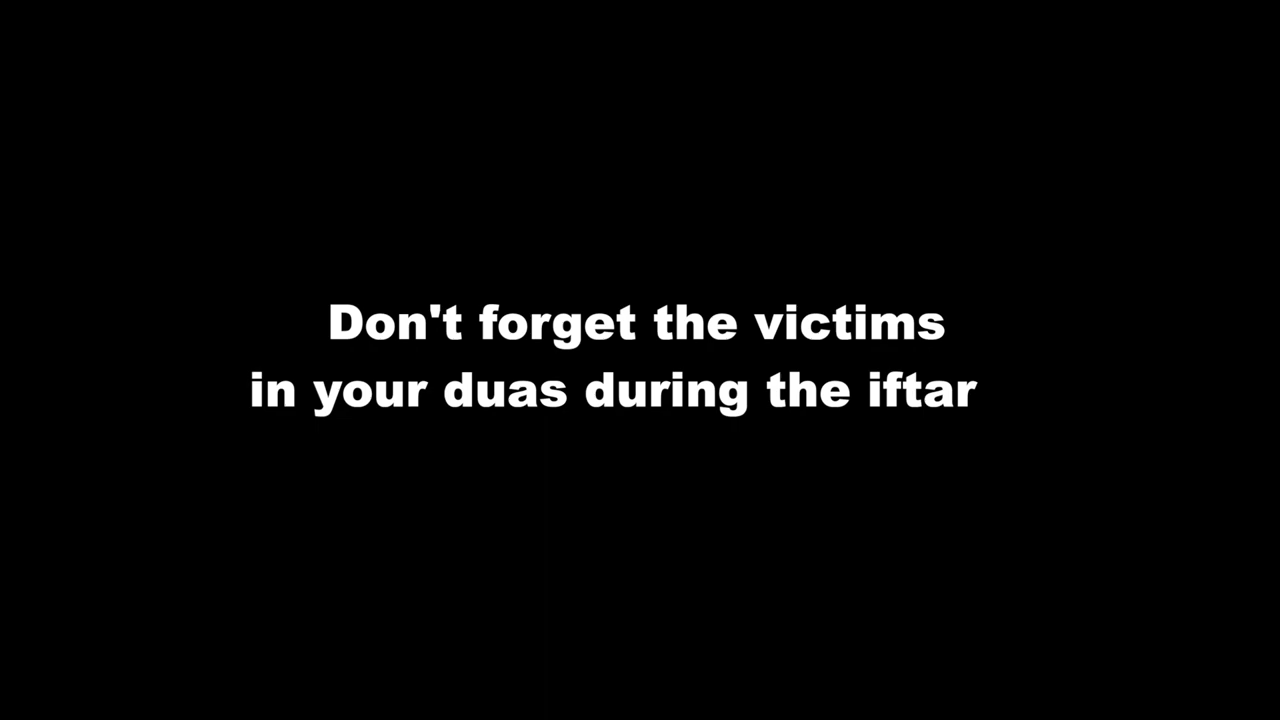 Don't forget the victims
in your duas during the iftar